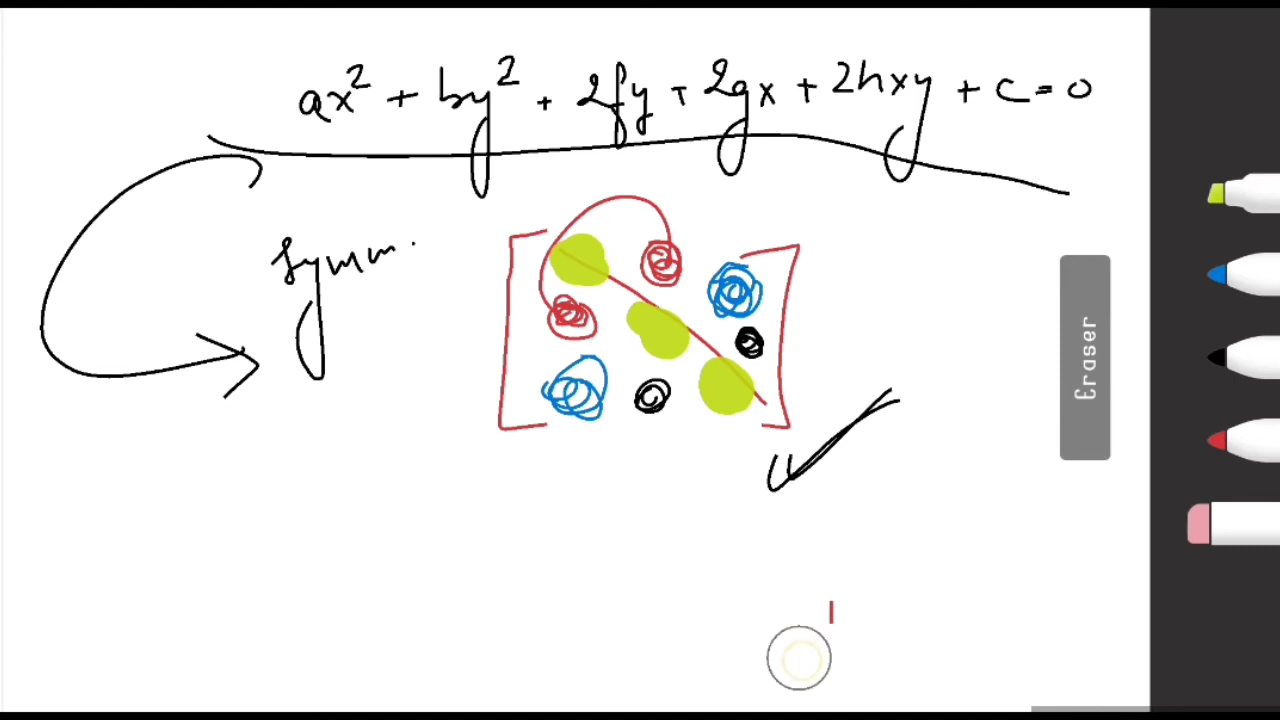 ax² + by² + 2fy + 2gx + 2hxy + c = 0
symm.
Eraser